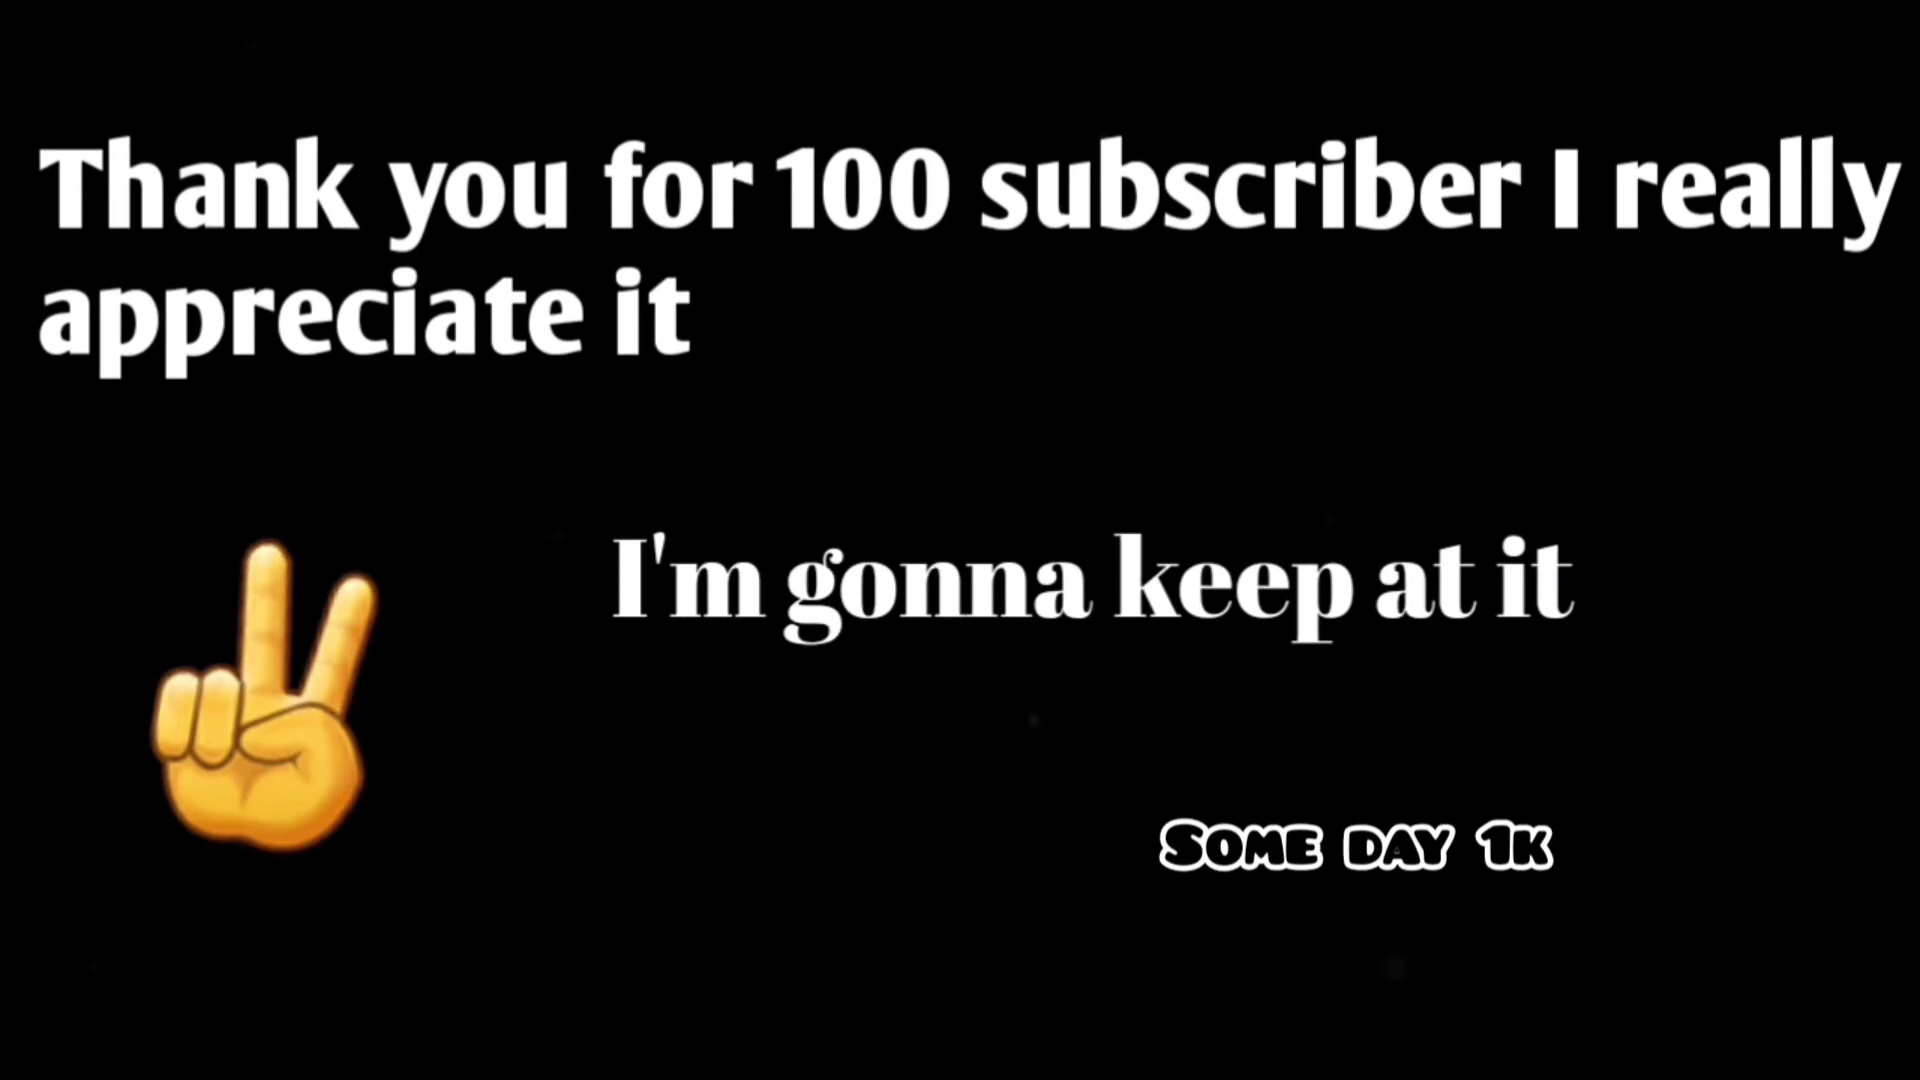 Thank you for 100 subscriber I really
appreciate it
I'm gonna keep at it
Some day 1k